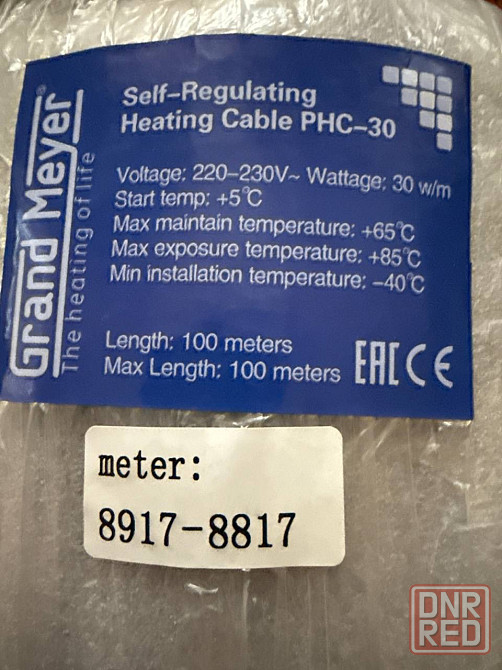 Grand Meyer®
The heating of life
Self-Regulating
Heating Cable PHC-30
Voltage: 220-230V~ Wattage: 30 w/m
Start temp: +5℃
Max maintain temperature: +65℃
Max exposure temperature: +85℃
Min installation temperature: -40℃
Length: 100 meters
Max Length: 100 meters
EAC CE
meter:
8917-8817
DNR
RED